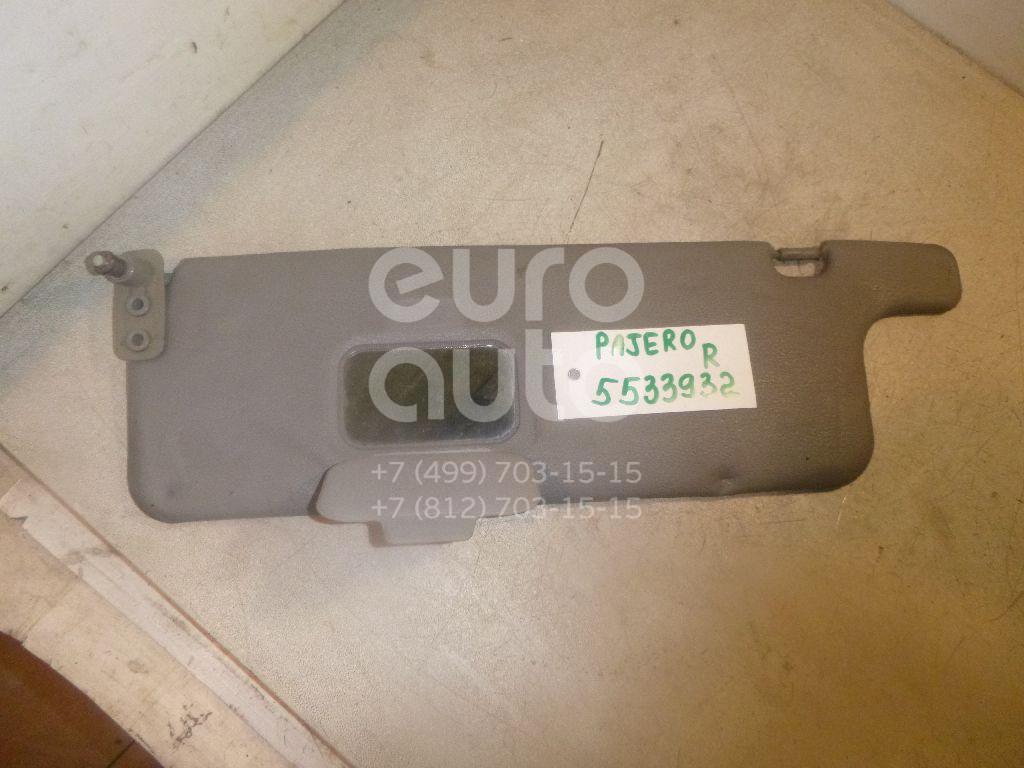 euro
auto
PAJERO
R
5533932
+7 (499) 703-15-15
+7 (812) 703-15-15